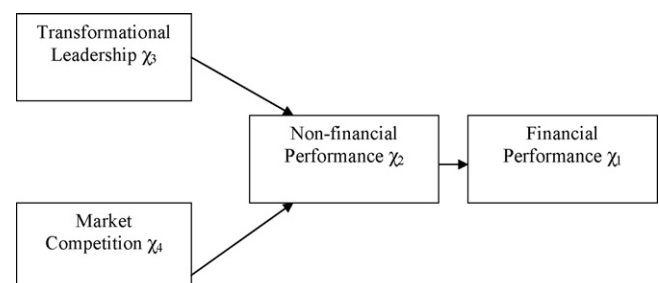 Transformational
Leadership χ3
Non-financial
Performance χ2
Financial
Performance χ1
Market
Competition χ4